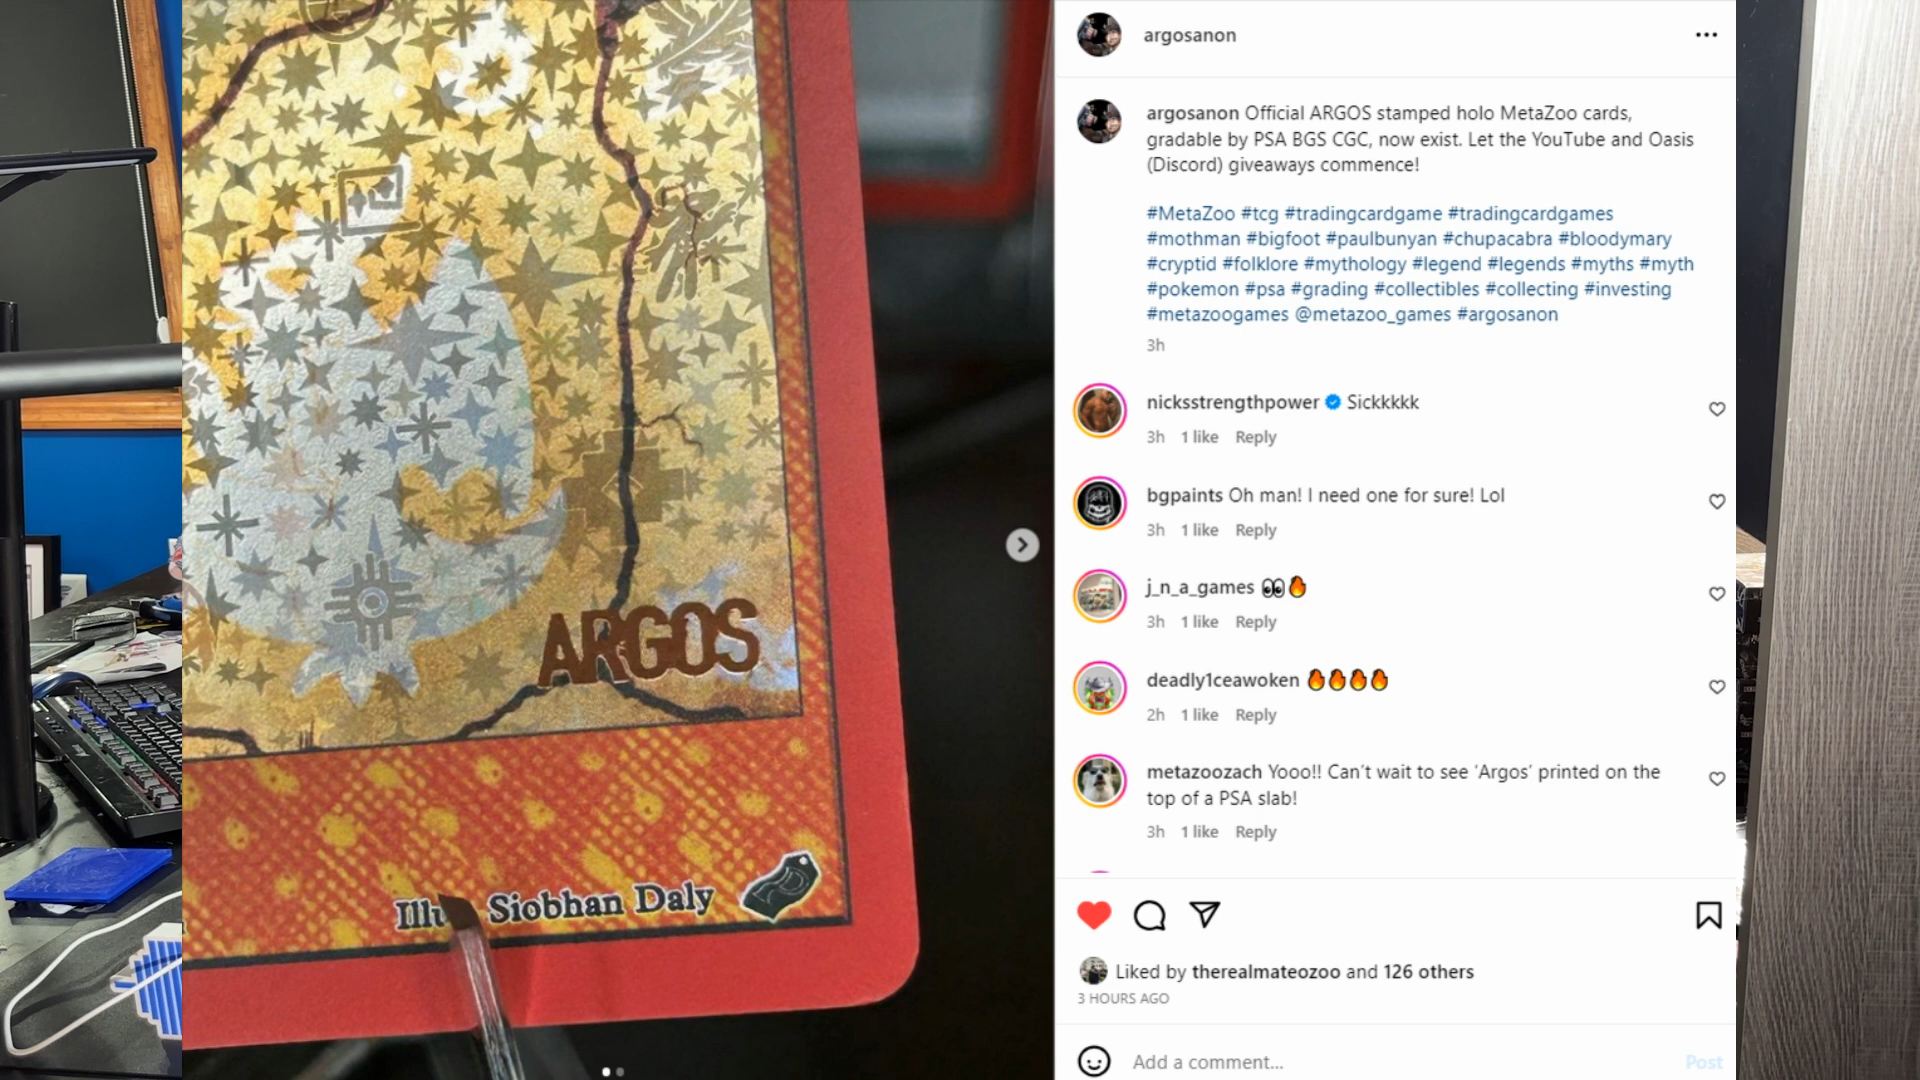 ARGOS
Siobhan Daly
argosanon
argosanon Official ARGOS stamped holo MetaZoo cards,
gradable by PSA BGS CGC, now exist. Let the YouTube and Oasis
(Discord) giveaways commence!
#MetaZoo #tcg #tradingcardgame #tradingcardgames
#mothman #bigfoot #paulbunyan #chupacabra #bloodymary
#cryptid #folklore #mythology #legend #legends #myths #myth
#pokemon #psa #grading #collectibles #collecting #investing
#metazoogames @metazoo_games #argosanon
3h
nicksstrengthpower Sickkkkk
3h 1 like Reply
bgpaints Oh man! I need one for sure! Lol
3h 1 like Reply
j_n_a_games 👀🔥
3h 1 like Reply
deadly1ceawoken 🔥🔥🔥🔥
2h 1 like Reply
metazoozach Yooo!! Can’t wait to see ‘Argos’ printed on the
top of a PSA slab!
3h 1 like Reply
Liked by therealmateozoo and 126 others
3 HOURS AGO
Add a comment...
Post